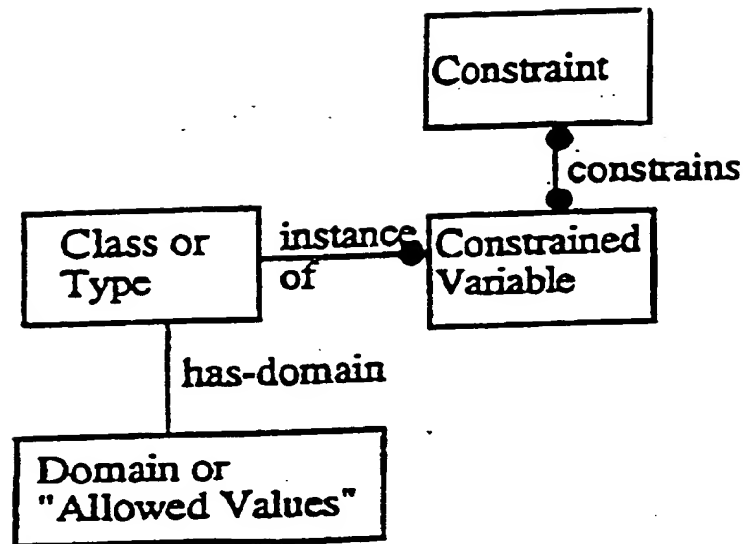 Constraint
constrains
Class or
Type
instance
of
Constrained
Variable
has-domain
Domain or
"Allowed Values"